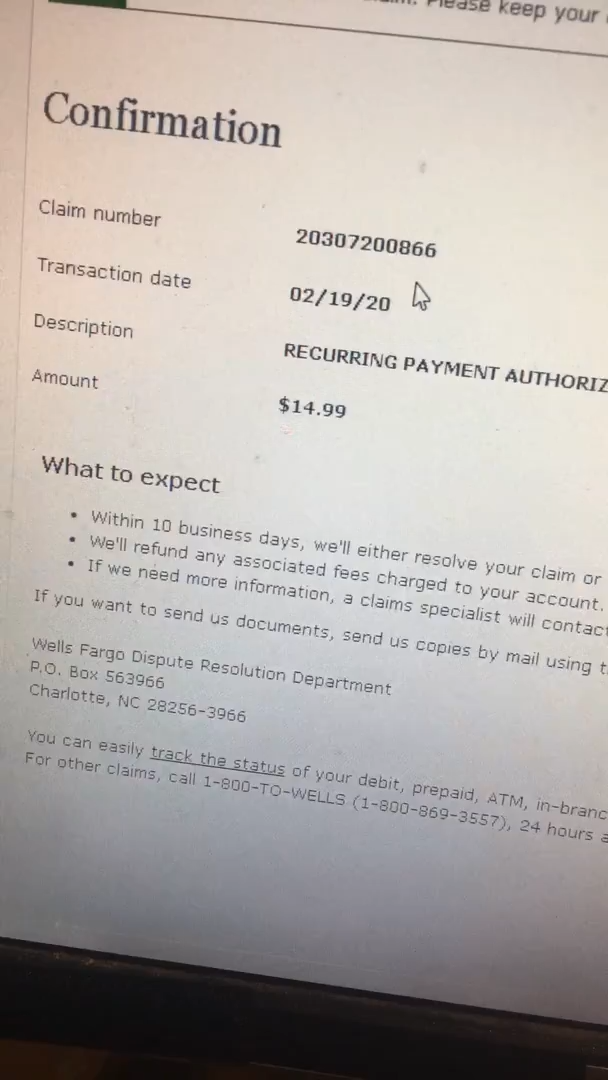 Please keep your
Confirmation
Claim number 20307200866
Transaction date 02/19/20
Description RECURRING PAYMENT AUTHORIZ
Amount $14.99
What to expect
• Within 10 business days, we'll either resolve your claim or
• We'll refund any associated fees charged to your account.
• If we need more information, a claims specialist will contact
If you want to send us documents, send us copies by mail using t
Wells Fargo Dispute Resolution Department
P.O. Box 563966
Charlotte, NC 28256-3966
You can easily track the status of your debit, prepaid, ATM, in-branc
For other claims, call 1-800-TO-WELLS (1-800-869-3557), 24 hours a